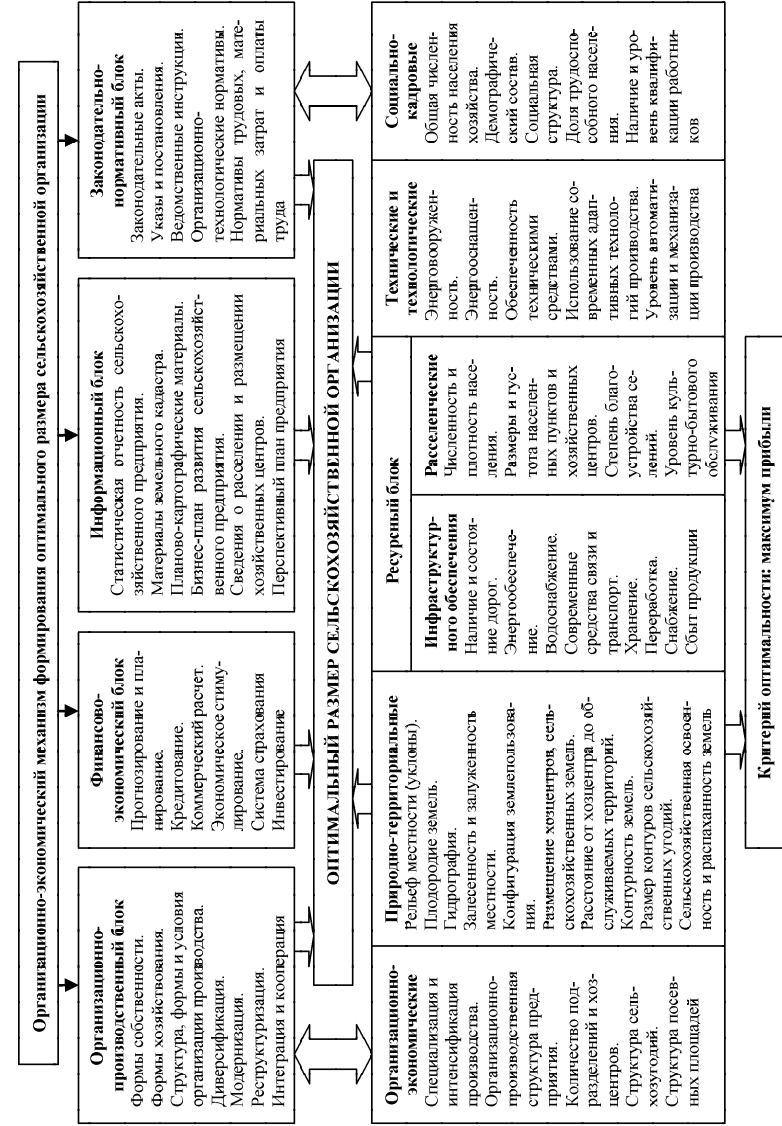 Организационно-экономический механизм формирования оптимального размера сельскохозяйственной организации
Организационно-
производственный блок
Формы собственности.
Формы хозяйствования.
Структура, формы и условия
организации производства.
Диверсификация.
Модернизация.
Реструктуризация.
Интеграция и кооперация
Финансово-
экономический блок
Прогнозирование и пла-
нирование.
Кредитование.
Коммерческий расчет.
Экономическое стиму-
лирование.
Система страхования
Инвестирование
Информационный блок
Статистическая отчетность сельскохо-
зяйственного предприятия.
Материалы земельного кадастра.
Планово-картографические материалы.
Бизнес-план развития сельскохозяйст-
венного предприятия.
Сведения о расселении и размещении
хозяйственных центров.
Перспективный план предприятия
Законодательно-
нормативный блок
Законодательные акты.
Указы и постановления.
Ведомственные инструкции.
Организационно-
технологические нормативы.
Нормативы трудовых, мате-
риальных затрат и оплаты
труда
ОПТИМАЛЬНЫЙ РАЗМЕР СЕЛЬСКОХОЗЯЙСТВЕННОЙ ОРГАНИЗАЦИИ
Ресурсный блок
Организационно-
экономические
Специализация и
интенсификация
производства.
Организационно-
производственная
структура пред-
приятия.
Количество под-
разделений и хоз-
центров.
Структура сель-
хозугодий.
Структура посев-
ных площадей
Природно-территориальные
Рельеф местности (уклоны).
Плодородие земель.
Гидрография.
Залесенность и залуженность
местности.
Конфигурация землепользова-
ния.
Размещение хозцентров, сель-
скохозяйственных земель.
Расстояние от хозцентра до об-
служиваемых территорий.
Контурность земель.
Размер контуров сельскохозяй-
ственных угодий.
Сельскохозяйственная освоен-
ность и распаханность земель
Инфраструктур-
ного обеспечения
Наличие и состоя-
ние дорог.
Энергообеспече-
ние.
Водоснабжение.
Современные
средства связи и
транспорт.
Хранение.
Переработка.
Снабжение.
Сбыт продукции
Расселенческие
Численность и
плотность насе-
ления.
Размеры и гус-
тота населен-
ных пунктов и
хозяйственных
центров.
Степень благо-
устройства се-
лений.
Уровень куль-
турно-бытового
обслуживания
Технические и
технологические
Энерговооружен-
ность.
Энергооснащен-
ность.
Обеспеченность
техническими
средствами.
Использование со-
временных адап-
тивных техноло-
гий производства.
Уровень автомати-
зации и механиза-
ции производства
Социально-
кадровые
Общая числен-
ность населения
хозяйства.
Демографиче-
ский состав.
Социальная
структура.
Доля трудоспо-
собного населе-
ния.
Наличие и уро-
вень квалифи-
кации работни-
ков
Критерий оптимальности: максимум прибыли